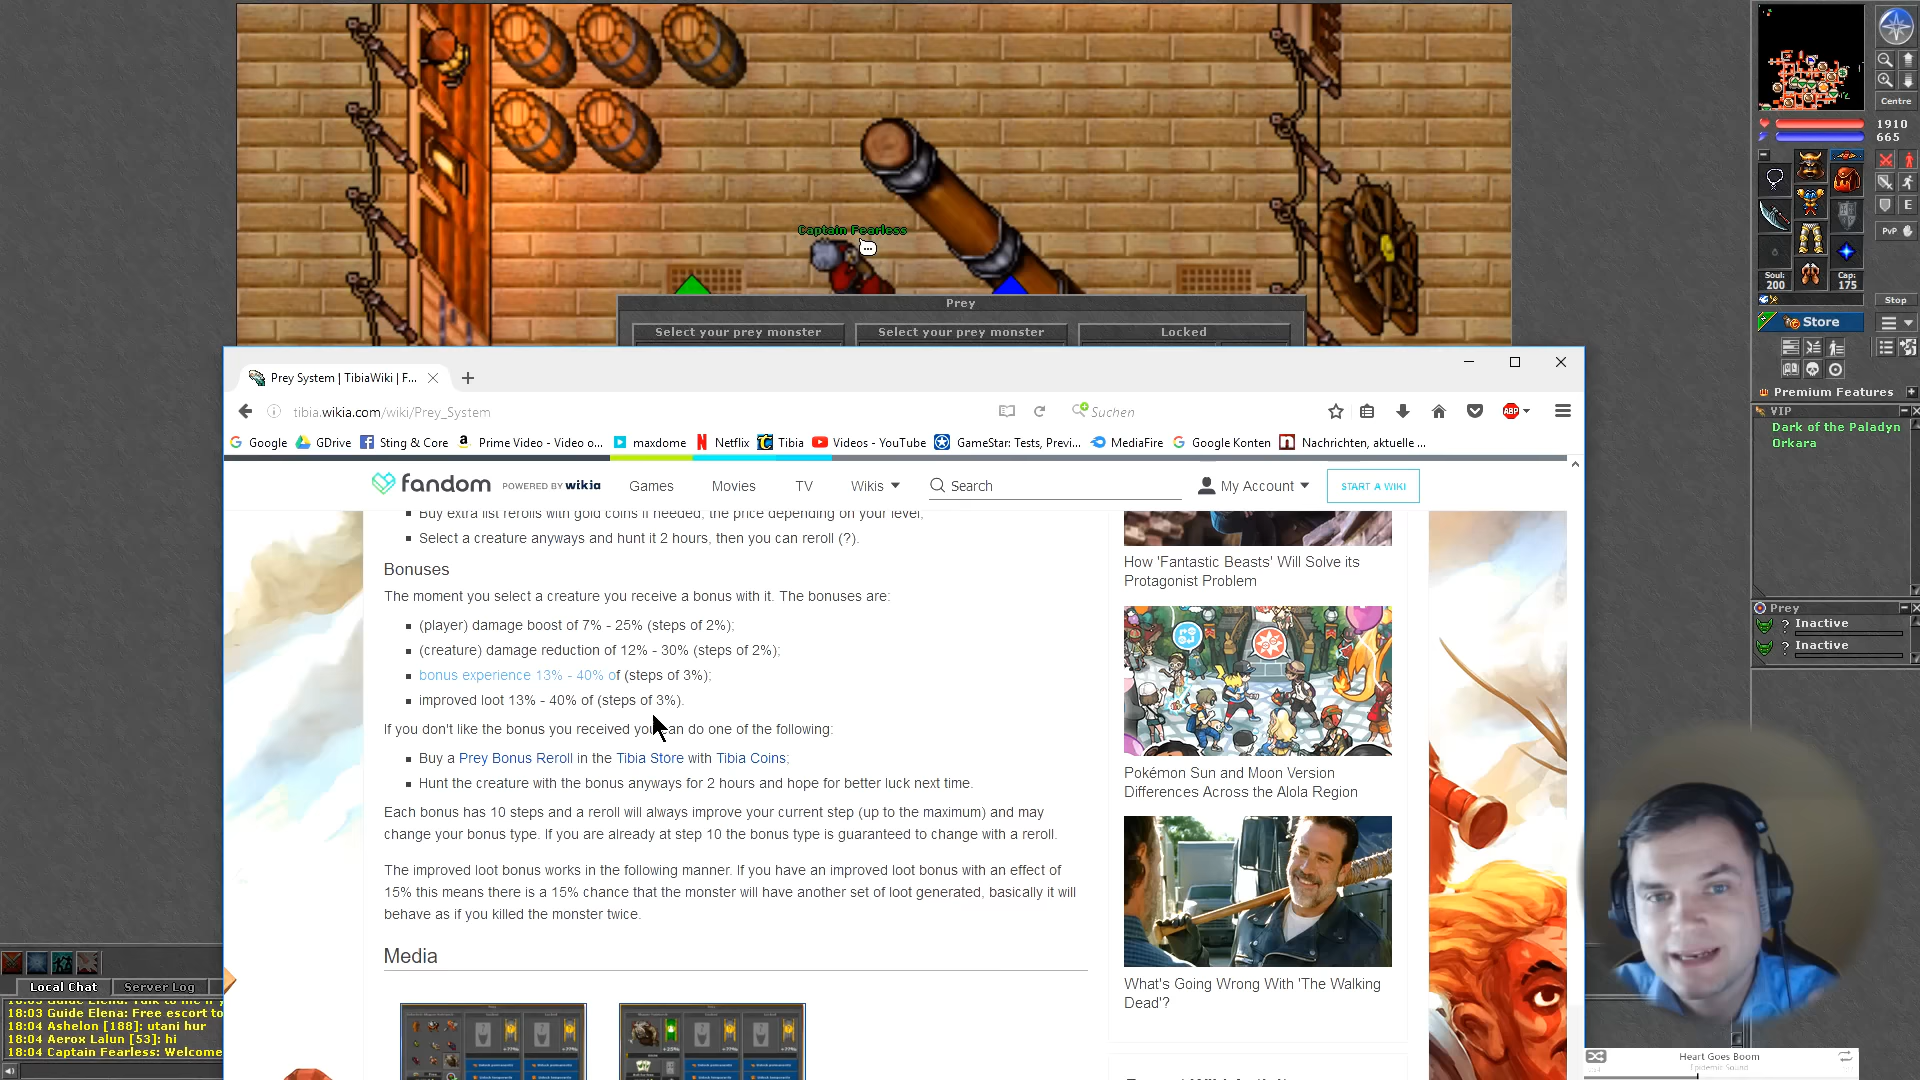 Captain Fearless
Prey
Select your prey monster
Select your prey monster
Locked
Prey System | TibiaWiki | F...
tibia.wikia.com/wiki/Prey_System
Suchen
ABP
Google
GDrive
Sting & Core
Prime Video - Video o...
maxdome
Netflix
Tibia
Videos - YouTube
GameStar: Tests, Previ...
MediaFire
Google Konten
Nachrichten, aktuelle ...
fandom POWERED BY wikia
Games
Movies
TV
Wikis
Search
My Account
START A WIKI
Buy extra list rerolls with gold coins if needed, the price depending on your level;
Select a creature anyways and hunt it 2 hours, then you can reroll (?).
Bonuses
The moment you select a creature you receive a bonus with it. The bonuses are:
(player) damage boost of 7% - 25% (steps of 2%);
(creature) damage reduction of 12% - 30% (steps of 2%);
bonus experience 13% - 40% of (steps of 3%);
improved loot 13% - 40% of (steps of 3%).
If you don't like the bonus you received you can do one of the following:
Buy a Prey Bonus Reroll in the Tibia Store with Tibia Coins;
Hunt the creature with the bonus anyways for 2 hours and hope for better luck next time.
Each bonus has 10 steps and a reroll will always improve your current step (up to the maximum) and may
change your bonus type. If you are already at step 10 the bonus type is guaranteed to change with a reroll.
The improved loot bonus works in the following manner. If you have an improved loot bonus with an effect of
15% this means there is a 15% chance that the monster will have another set of loot generated, basically it will
behave as if you killed the monster twice.
Media
How 'Fantastic Beasts' Will Solve its
Protagonist Problem
Pokémon Sun and Moon Version
Differences Across the Alola Region
What's Going Wrong With 'The Walking
Dead'?
Centre
1910
665
E
PvP
Soul:
200
Cap:
175
Stop
Store
Premium Features
VIP
Dark of the Paladyn
Orkara
Prey
? Inactive
? Inactive
Local Chat
Server Log
18:03 Guide Elena: Free escort to
18:04 Ashelon [188]: utani hur
18:04 Aerox Lalun [53]: hi
18:04 Captain Fearless: Welcome
Heart Goes Boom
Epidemic Sound